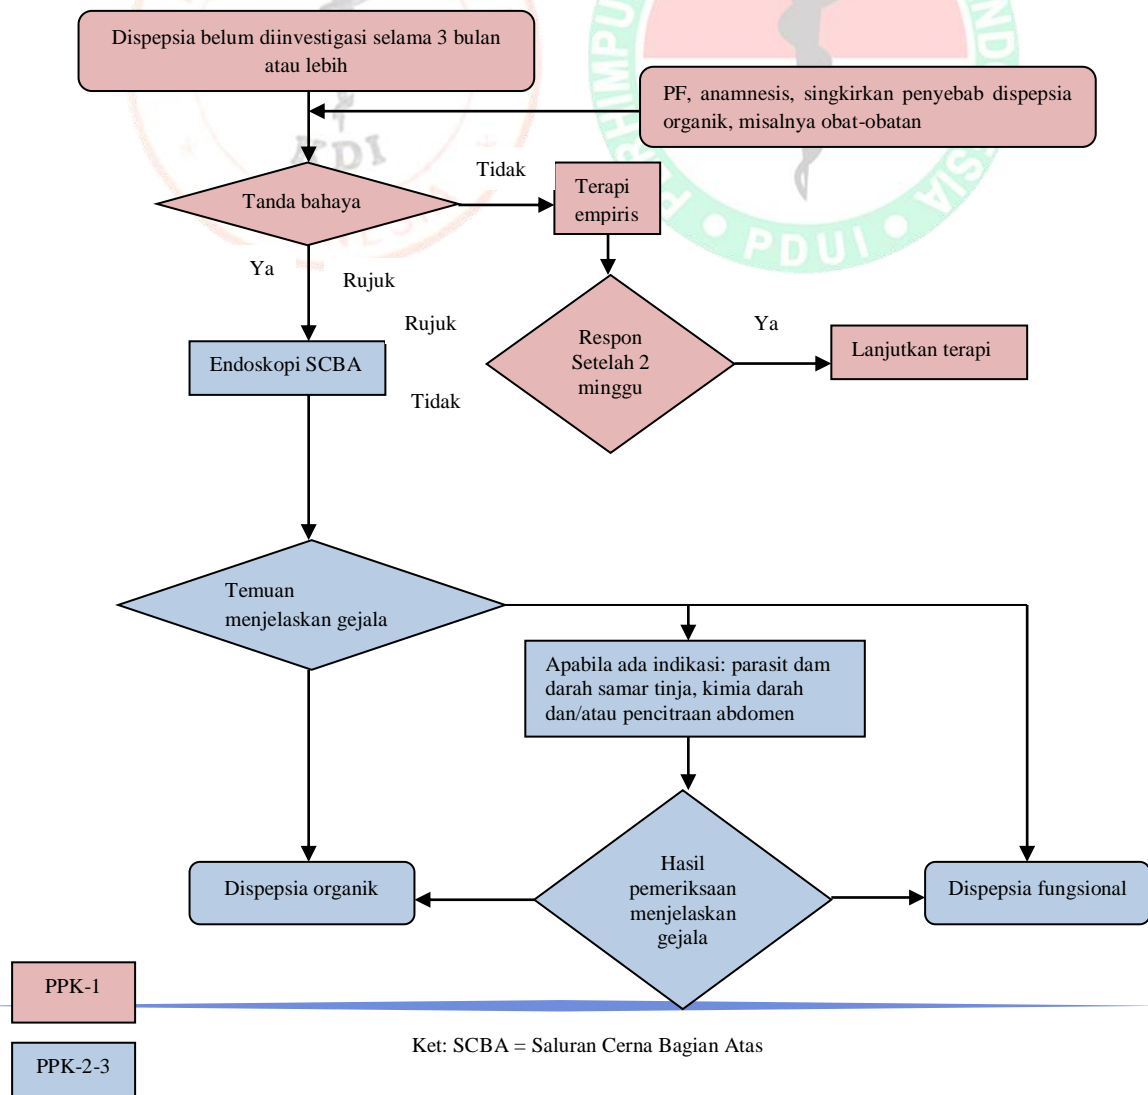 Dispepsia belum diinvestigasi selama 3 bulan
atau lebih
PF, anamnesis, singkirkan penyebab dispepsia
organik, misalnya obat-obatan
KDI
PDUI
Tidak
Tanda bahaya
Terapi
empiris
Ya
Rujuk
Rujuk
Ya
Respon
Setelah 2
minggu
Lanjutkan terapi
Endoskopi SCBA
Tidak
Temuan
menjelaskan gejala
Apabila ada indikasi: parasit dam
darah samar tinja, kimia darah
dan/atau pencitraan abdomen
Hasil
pemeriksaan
menjelaskan
gejala
Dispepsia organik
Dispepsia fungsional
PPK-1
Ket: SCBA = Saluran Cerna Bagian Atas
PPK-2-3